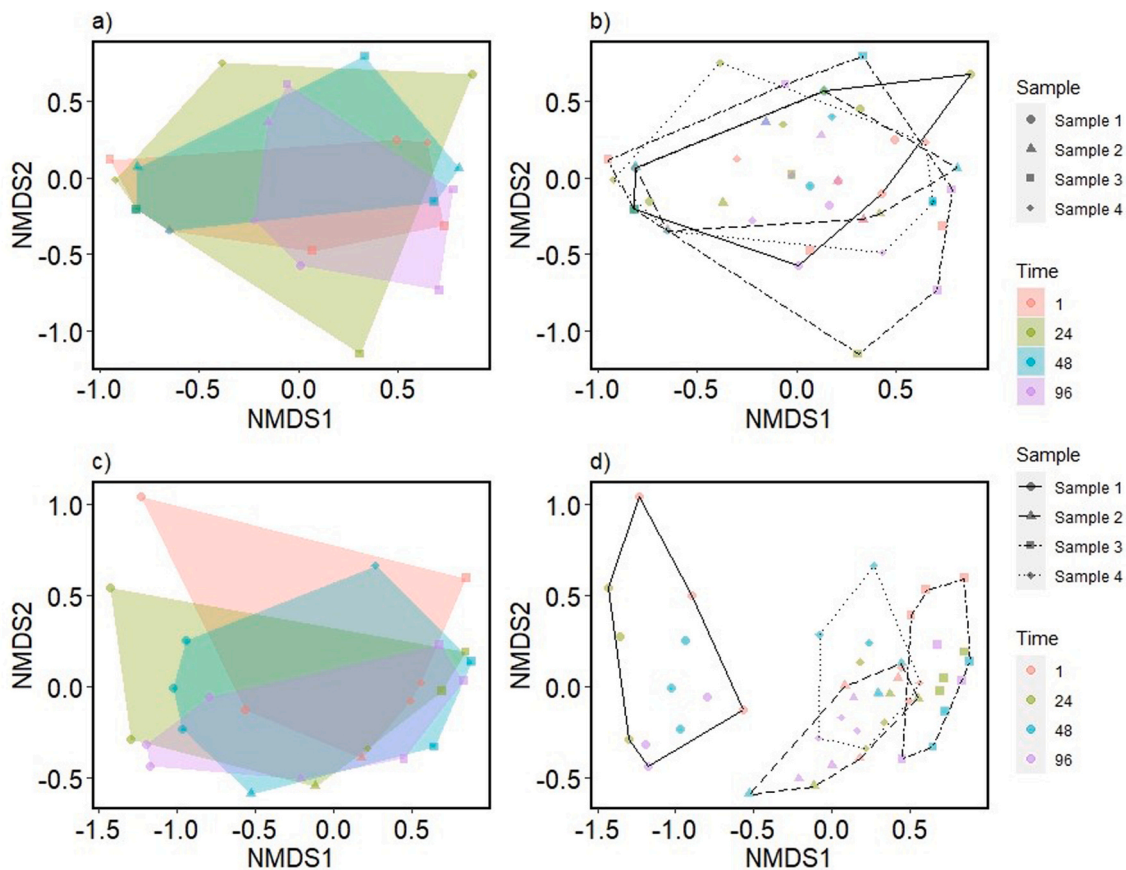 a)
b)
NMDS2
0.5
0.0
-0.5
-1.0
-1.0 -0.5 0.0 0.5
NMDS1
NMDS2
0.5
0.0
-0.5
-1.0
-1.0 -0.5 0.0 0.5
NMDS1
Sample
Sample 1
Sample 2
Sample 3
Sample 4
Time
1
24
48
96
c)
d)
NMDS2
1.0
0.5
0.0
-0.5
-1.5 -1.0 -0.5 0.0 0.5
NMDS1
NMDS2
1.0
0.5
0.0
-0.5
-1.5 -1.0 -0.5 0.0 0.5
NMDS1
Sample
Sample 1
Sample 2
Sample 3
Sample 4
Time
1
24
48
96